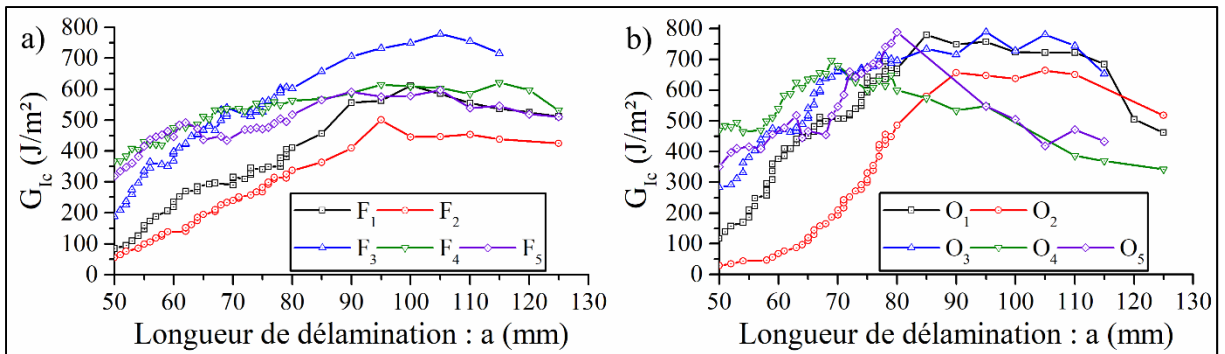 a)
G_Ic (J/m²)
800
700
600
500
400
300
200
100
0
50 60 70 80 90 100 110 120 130
Longueur de délamination : a (mm)
F₁ F₂
F₃ F₄ F₅
b)
G_Ic (J/m²)
800
700
600
500
400
300
200
100
0
50 60 70 80 90 100 110 120 130
Longueur de délamination : a (mm)
O₁ O₂
O₃ O₄ O₅